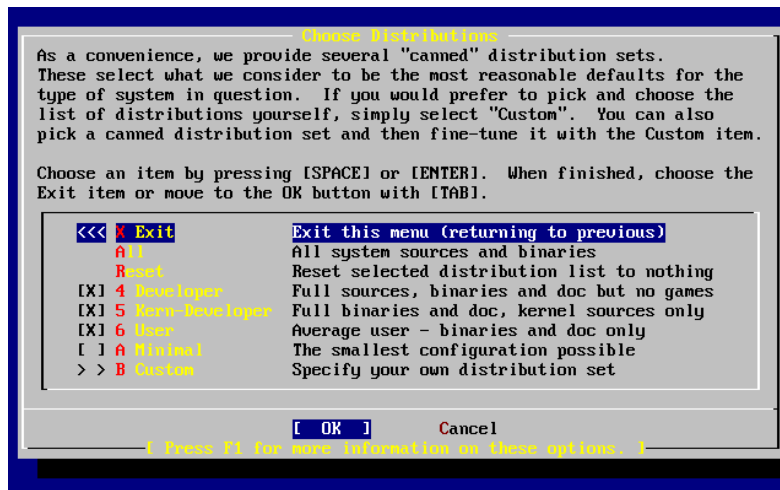 Choose Distributions
As a convenience, we provide several "canned" distribution sets.
These select what we consider to be the most reasonable defaults for the
type of system in question.  If you would prefer to pick and choose the
list of distributions yourself, simply select "Custom".  You can also
pick a canned distribution set and then fine-tune it with the Custom item.
Choose an item by pressing [SPACE] or [ENTER].  When finished, choose the
Exit item or move to the OK button with [TAB].
<<< X Exit Exit this menu (returning to previous)
All All system sources and binaries
Reset Reset selected distribution list to nothing
[X] 4 Developer Full sources, binaries and doc but no games
[X] 5 Kern-Developer Full binaries and doc, kernel sources only
[X] 6 User Average user - binaries and doc only
[ ] A Minimal The smallest configuration possible
> > B Custom Specify your own distribution set
[ OK ] Cancel
[ Press F1 for more information on these options. ]